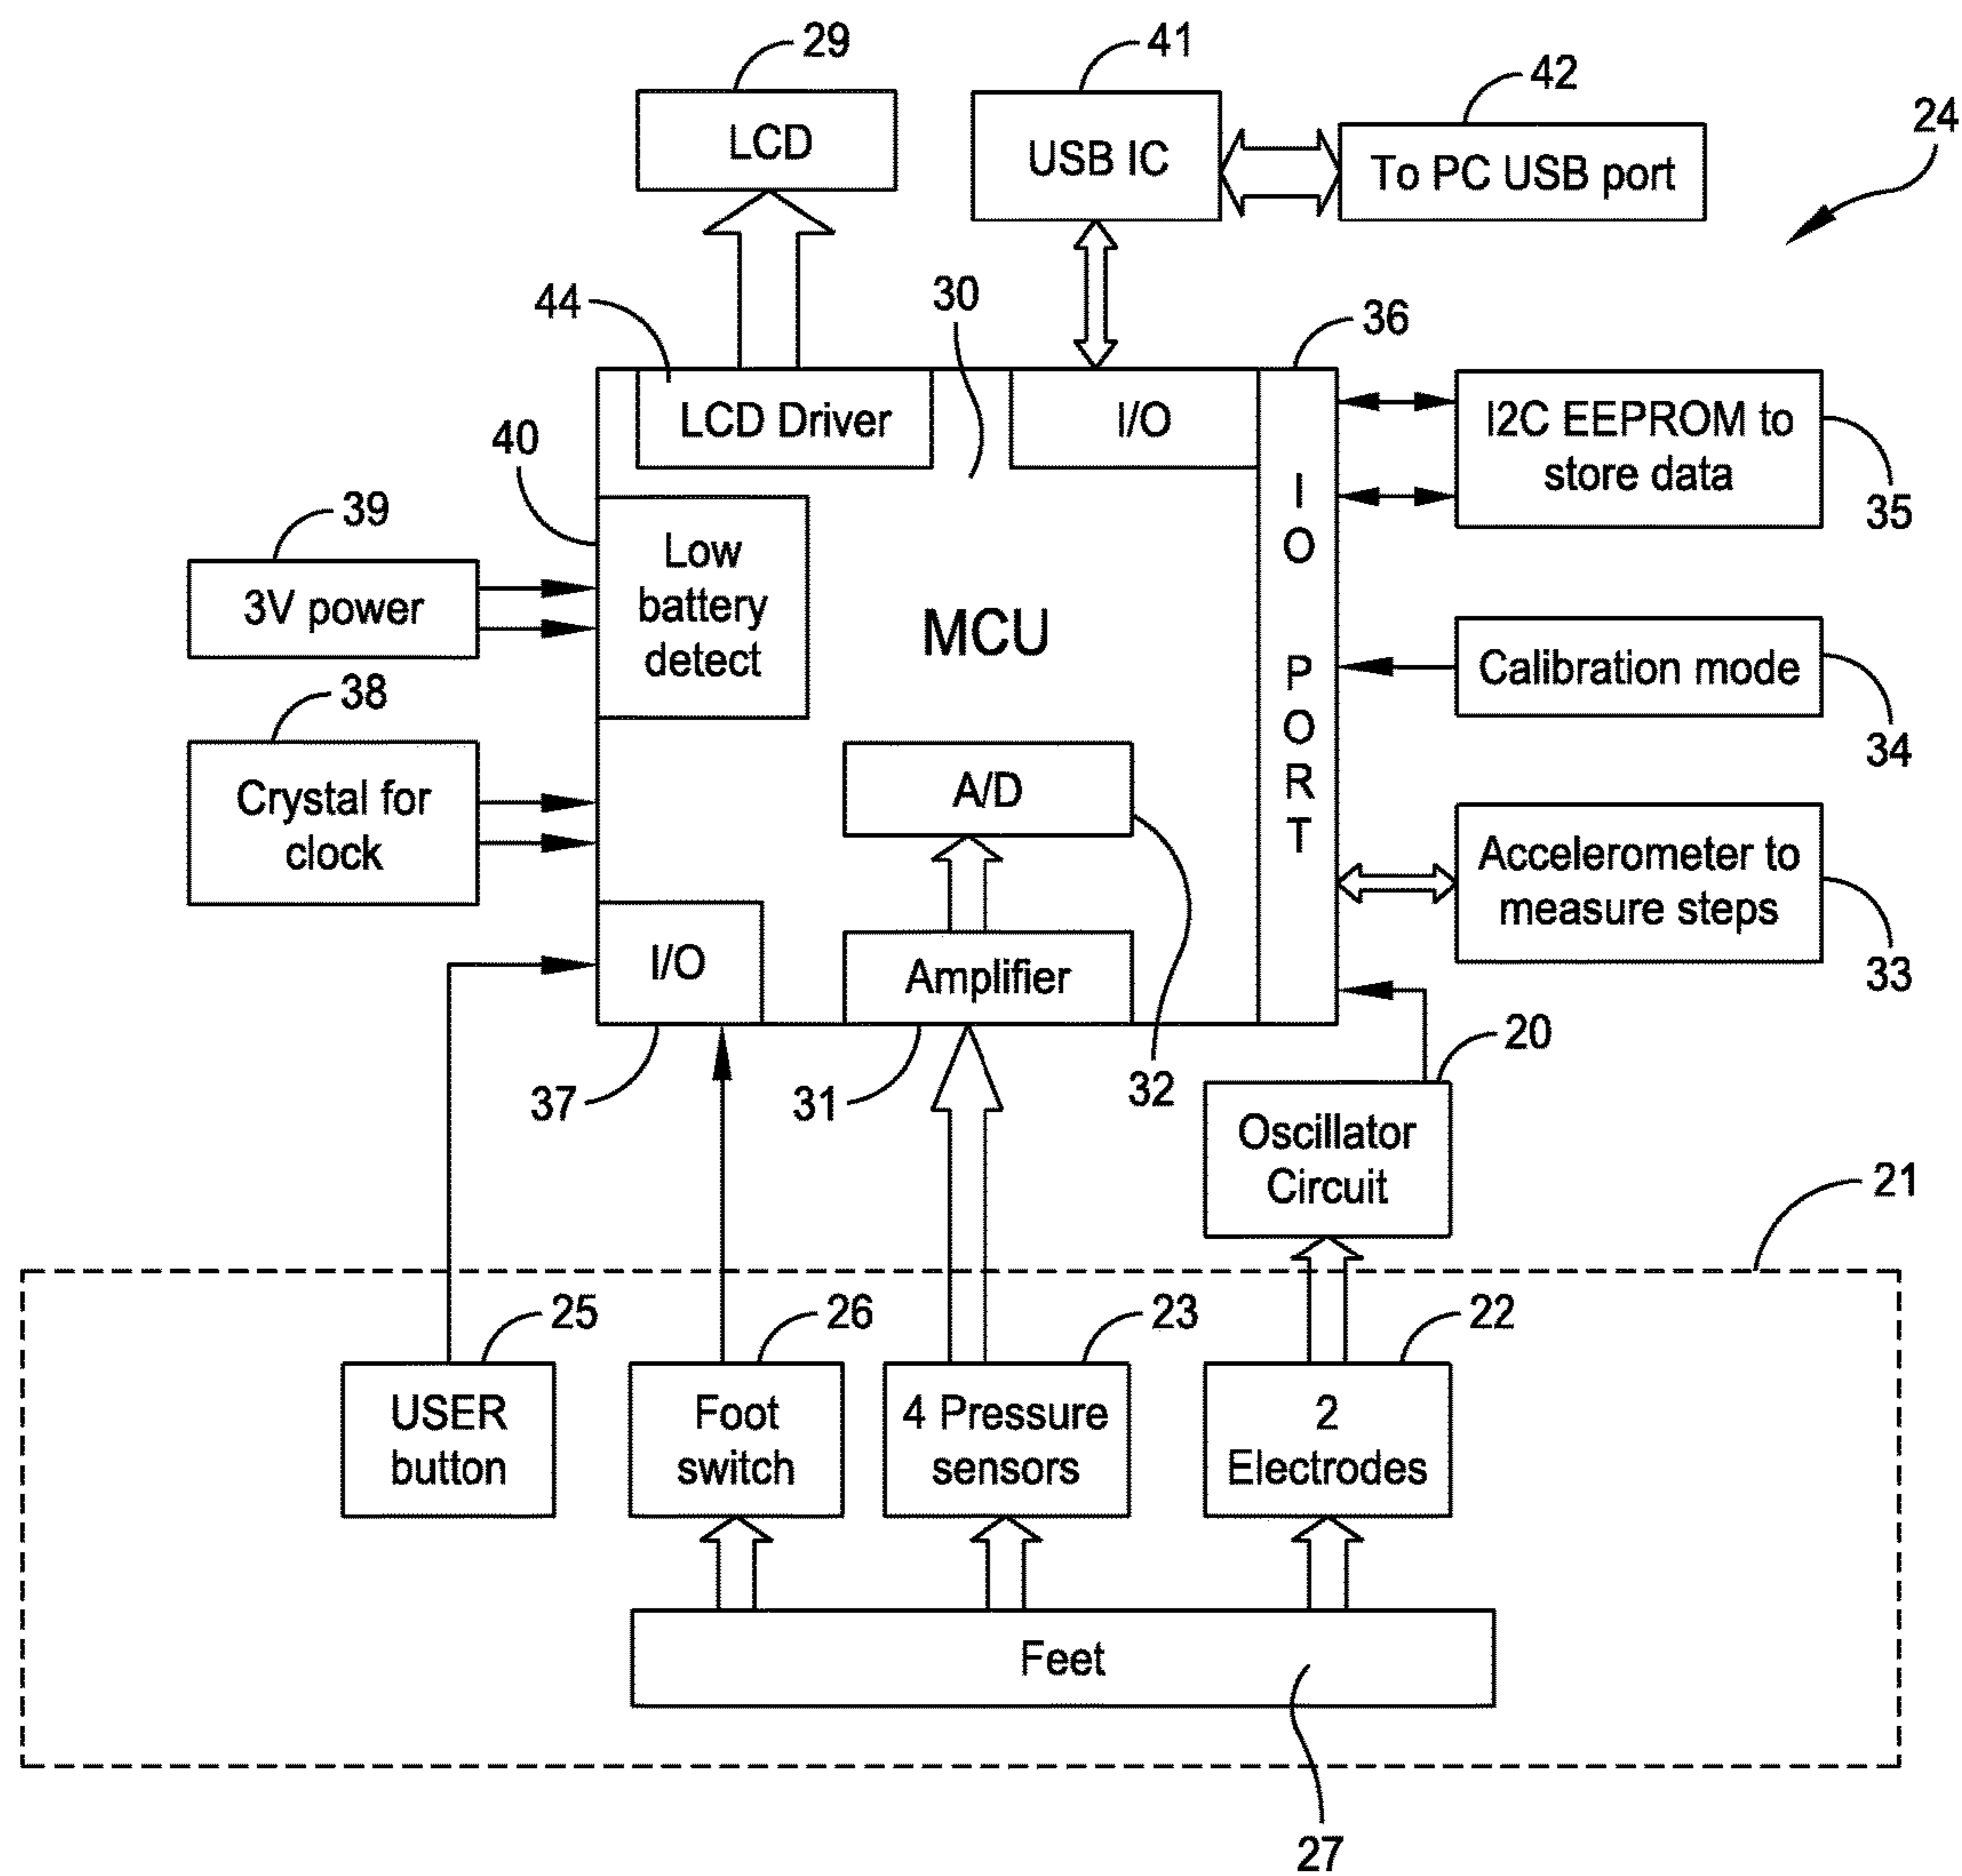 29
41
42
24
LCD
USB IC
To PC USB port
44
30
36
LCD Driver
I/O
I2C EEPROM to
store data
35
40
39
3V power
Low
battery
detect
MCU
IO PORT
Calibration mode
34
38
Crystal for
clock
A/D
32
Accelerometer to
measure steps
33
I/O
Amplifier
37
31
20
Oscillator
Circuit
21
25
26
23
22
USER
button
Foot
switch
4 Pressure
sensors
2
Electrodes
Feet
27